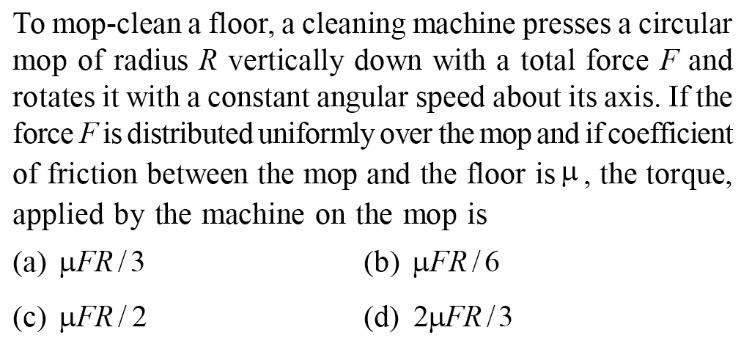 To mop-clean a floor, a cleaning machine presses a circular
mop of radius R vertically down with a total force F and
rotates it with a constant angular speed about its axis. If the
force F is distributed uniformly over the mop and if coefficient
of friction between the mop and the floor is μ, the torque,
applied by the machine on the mop is
(a) μFR/3 (b) μFR/6
(c) μFR/2 (d) 2μFR/3